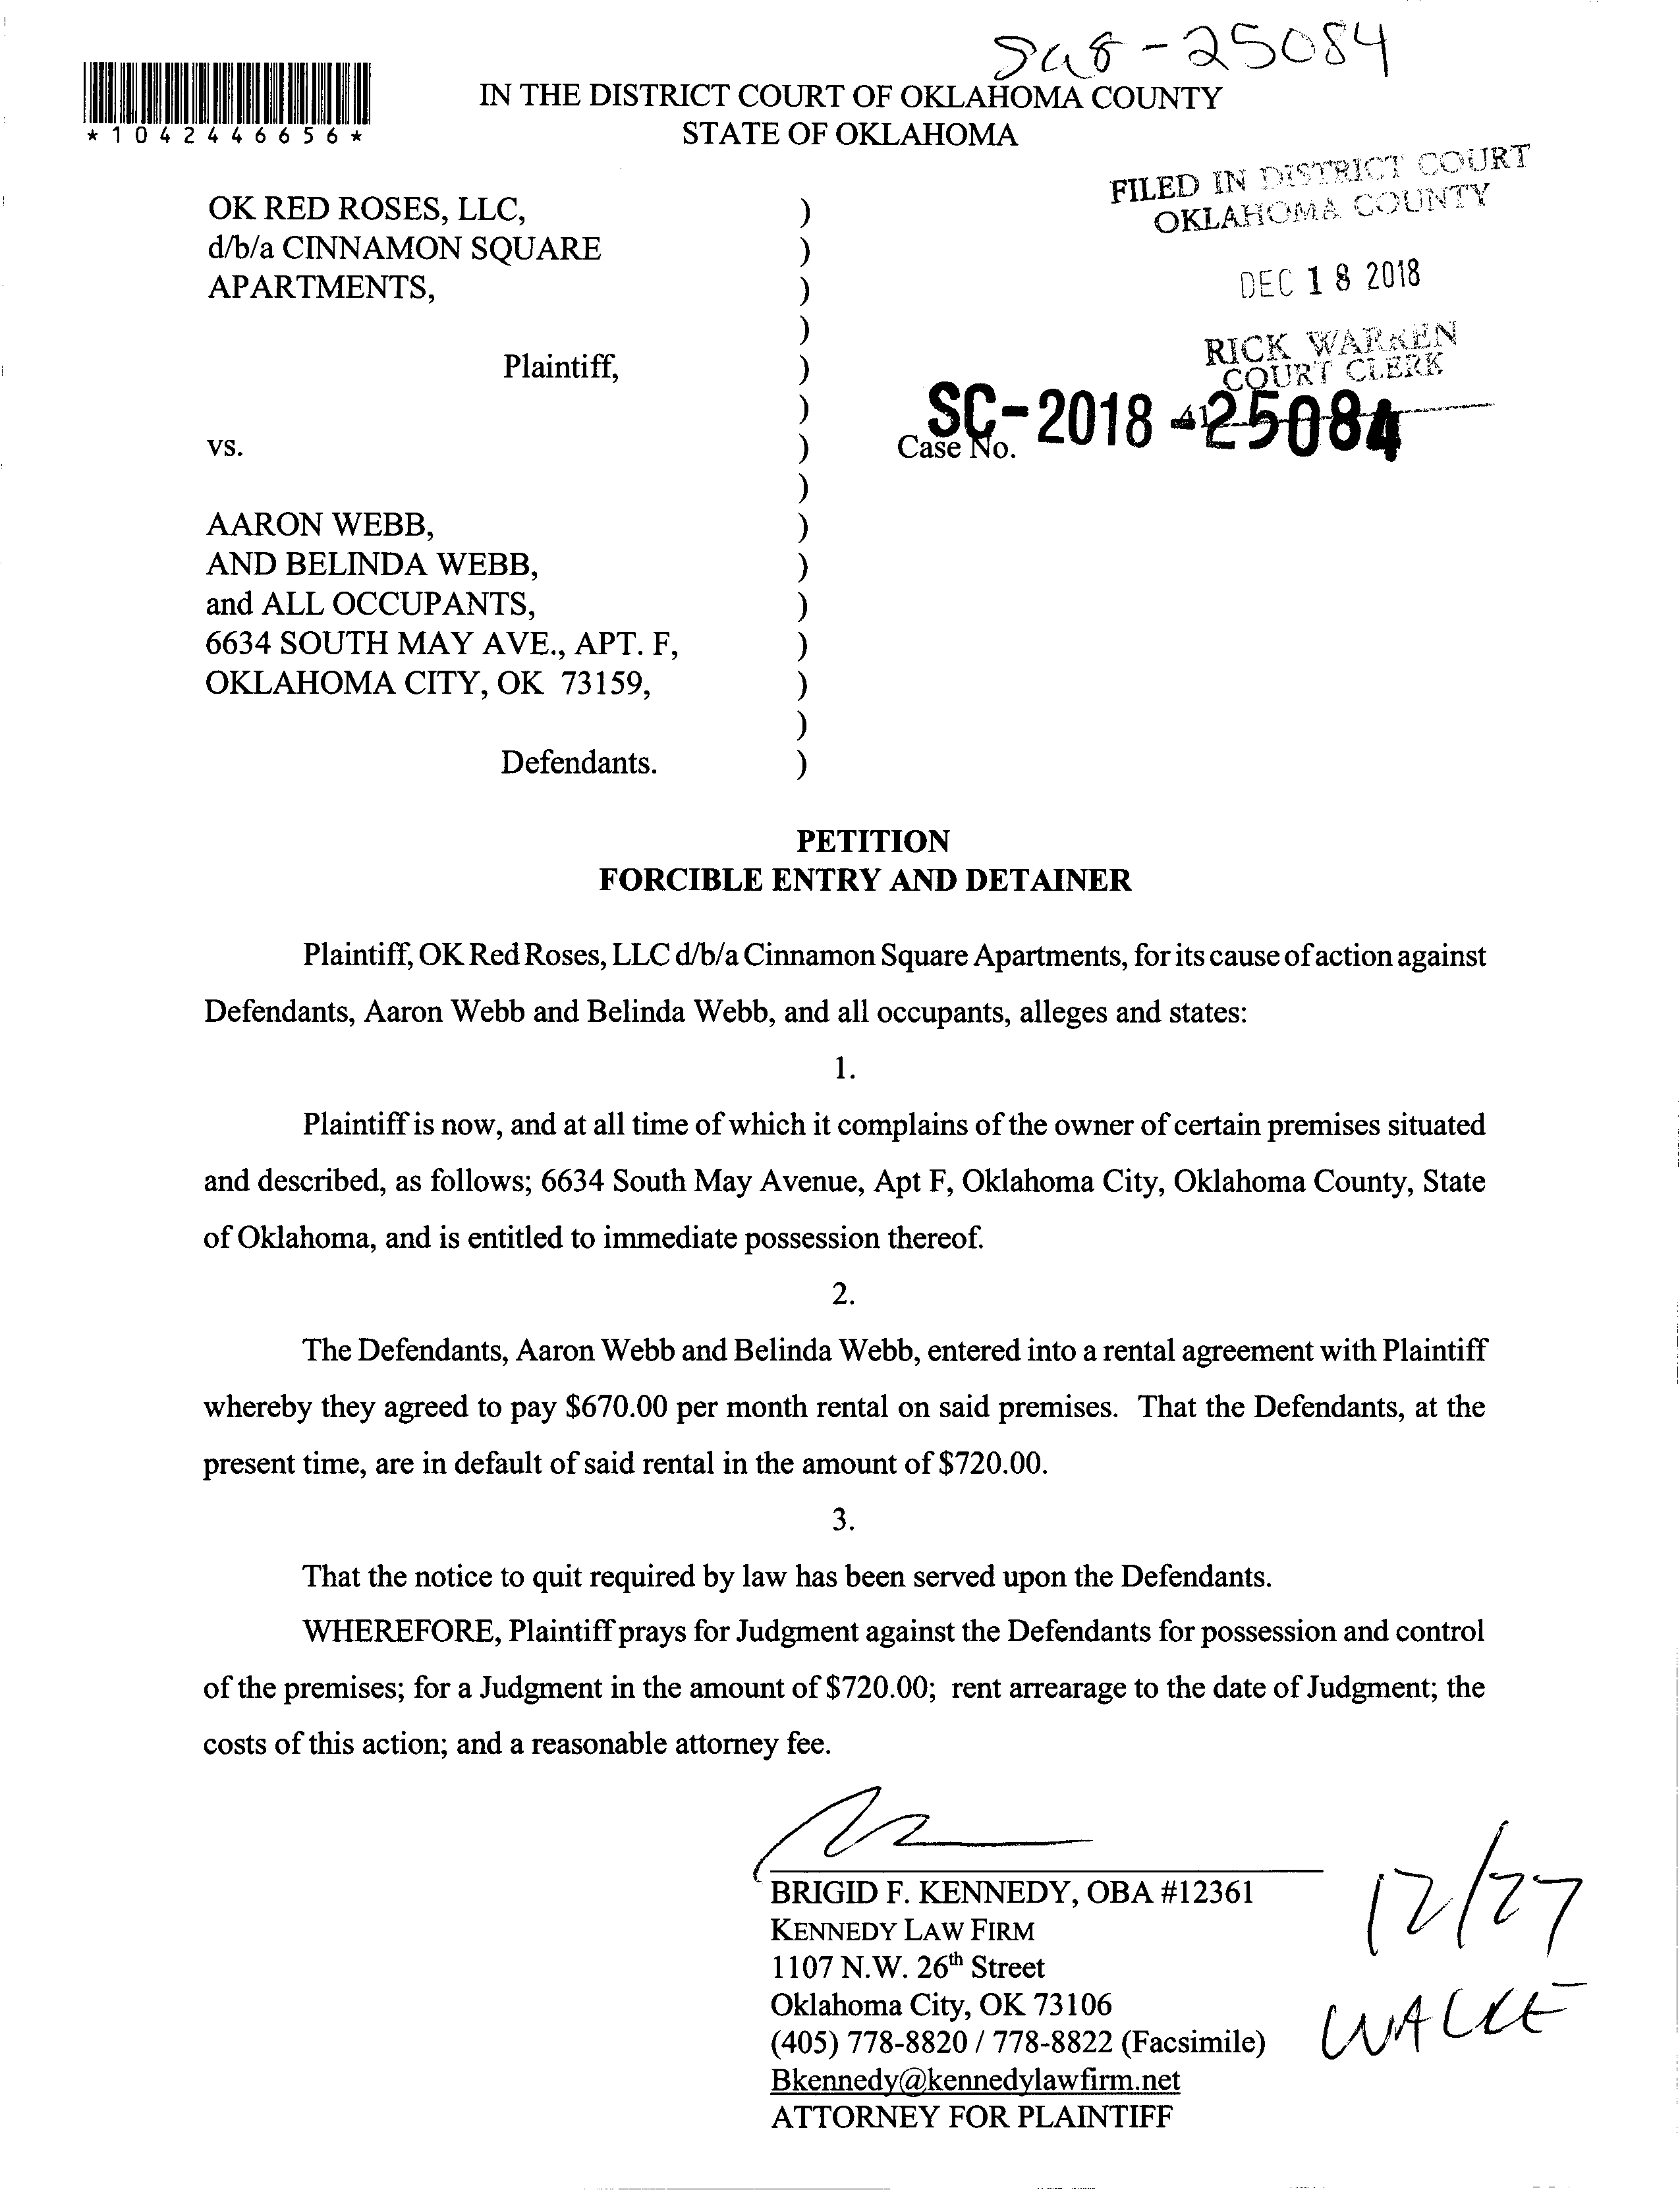 25084
*1042446656*
IN THE DISTRICT COURT OF OKLAHOMA COUNTY
STATE OF OKLAHOMA
FILED IN DISTRICT COURT
OKLAHOMA COUNTY
DEC 18 2018
RICK WARREN
COURT CLERK
SC-2018-25084
Case No.
OK RED ROSES, LLC, )
d/b/a CINNAMON SQUARE )
APARTMENTS, )
)
Plaintiff, )
)
vs. )
)
AARON WEBB, )
AND BELINDA WEBB, )
and ALL OCCUPANTS, )
6634 SOUTH MAY AVE., APT. F, )
OKLAHOMA CITY, OK 73159, )
)
Defendants. )
PETITION
FORCIBLE ENTRY AND DETAINER
Plaintiff, OK Red Roses, LLC d/b/a Cinnamon Square Apartments, for its cause of action against
Defendants, Aaron Webb and Belinda Webb, and all occupants, alleges and states:
1.
Plaintiff is now, and at all time of which it complains of the owner of certain premises situated
and described, as follows; 6634 South May Avenue, Apt F, Oklahoma City, Oklahoma County, State
of Oklahoma, and is entitled to immediate possession thereof.
2.
The Defendants, Aaron Webb and Belinda Webb, entered into a rental agreement with Plaintiff
whereby they agreed to pay $670.00 per month rental on said premises. That the Defendants, at the
present time, are in default of said rental in the amount of $720.00.
3.
That the notice to quit required by law has been served upon the Defendants.
WHEREFORE, Plaintiff prays for Judgment against the Defendants for possession and control
of the premises; for a Judgment in the amount of $720.00; rent arrearage to the date of Judgment; the
costs of this action; and a reasonable attorney fee.
BRIGID F. KENNEDY, OBA #12361
KENNEDY LAW FIRM
1107 N.W. 26th Street
Oklahoma City, OK 73106
(405) 778-8820 / 778-8822 (Facsimile)
Bkennedy@kennedylawfirm.net
ATTORNEY FOR PLAINTIFF
12/27
WALKE